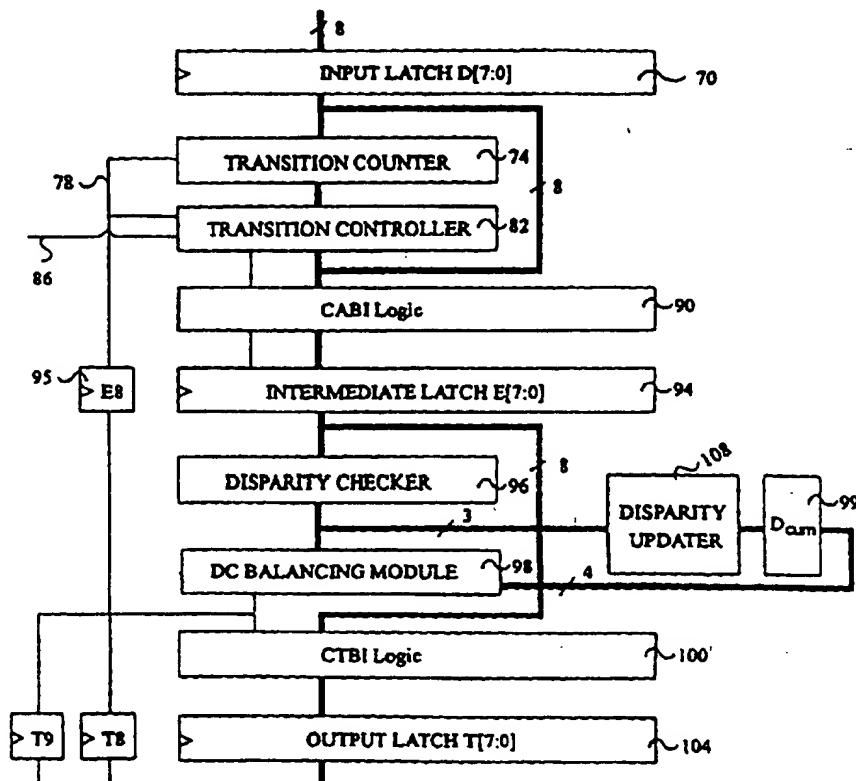 8
INPUT LATCH D[7:0]
70
TRANSITION COUNTER
74
78
8
TRANSITION CONTROLLER
82
86
CABI Logic
90
95
E8
INTERMEDIATE LATCH E[7:0]
94
DISPARITY CHECKER
96
8
108
99
3
DISPARITY
UPDATER
Dcum
DC BALANCING MODULE
98
4
CTBI Logic
100'
T9
T8
OUTPUT LATCH T[7:0]
104